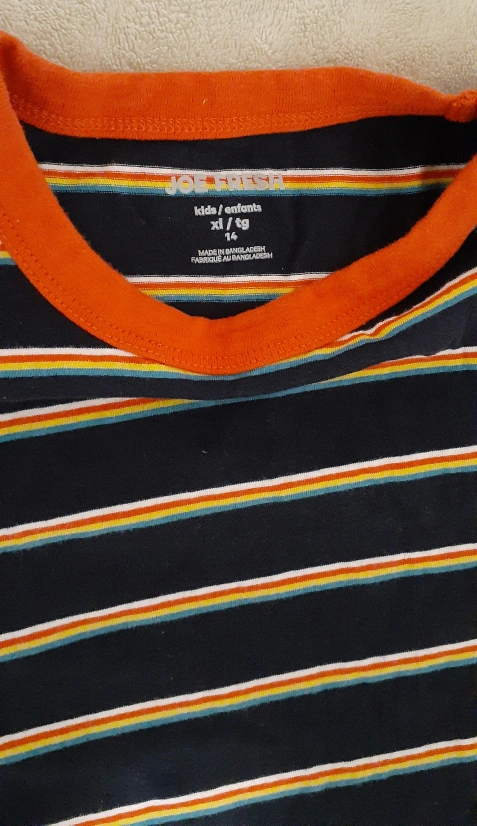 JOE FRESH
kids / enfants
xl / tg
14
MADE IN BANGLADESH
FABRIQUÉ AU BANGLADESH